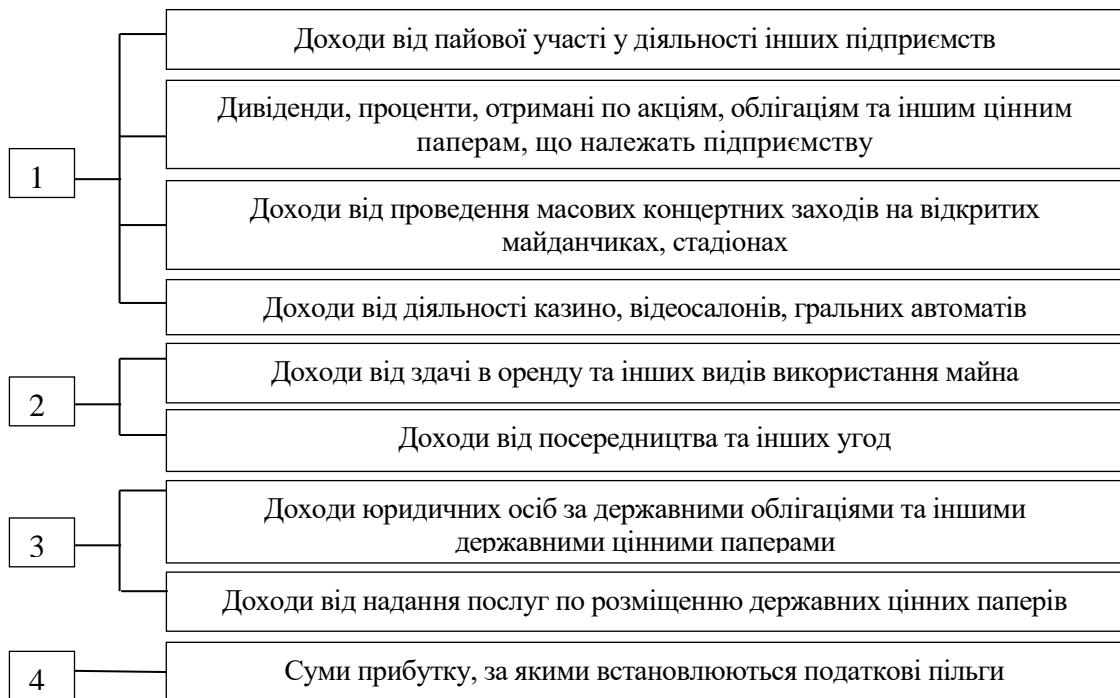 Доходи від пайової участі у діяльності інших підприємств
Дивіденди, проценти, отримані по акціям, облігаціям та іншим цінним
паперам, що належать підприємству
1
Доходи від проведення масових концертних заходів на відкритих
майданчиках, стадіонах
Доходи від діяльності казино, відеосалонів, гральних автоматів
Доходи від здачі в оренду та інших видів використання майна
2
Доходи від посередництва та інших угод
Доходи юридичних осіб за державними облігаціями та іншими
державними цінними паперами
3
Доходи від надання послуг по розміщенню державних цінних паперів
4
Суми прибутку, за якими встановлюються податкові пільги